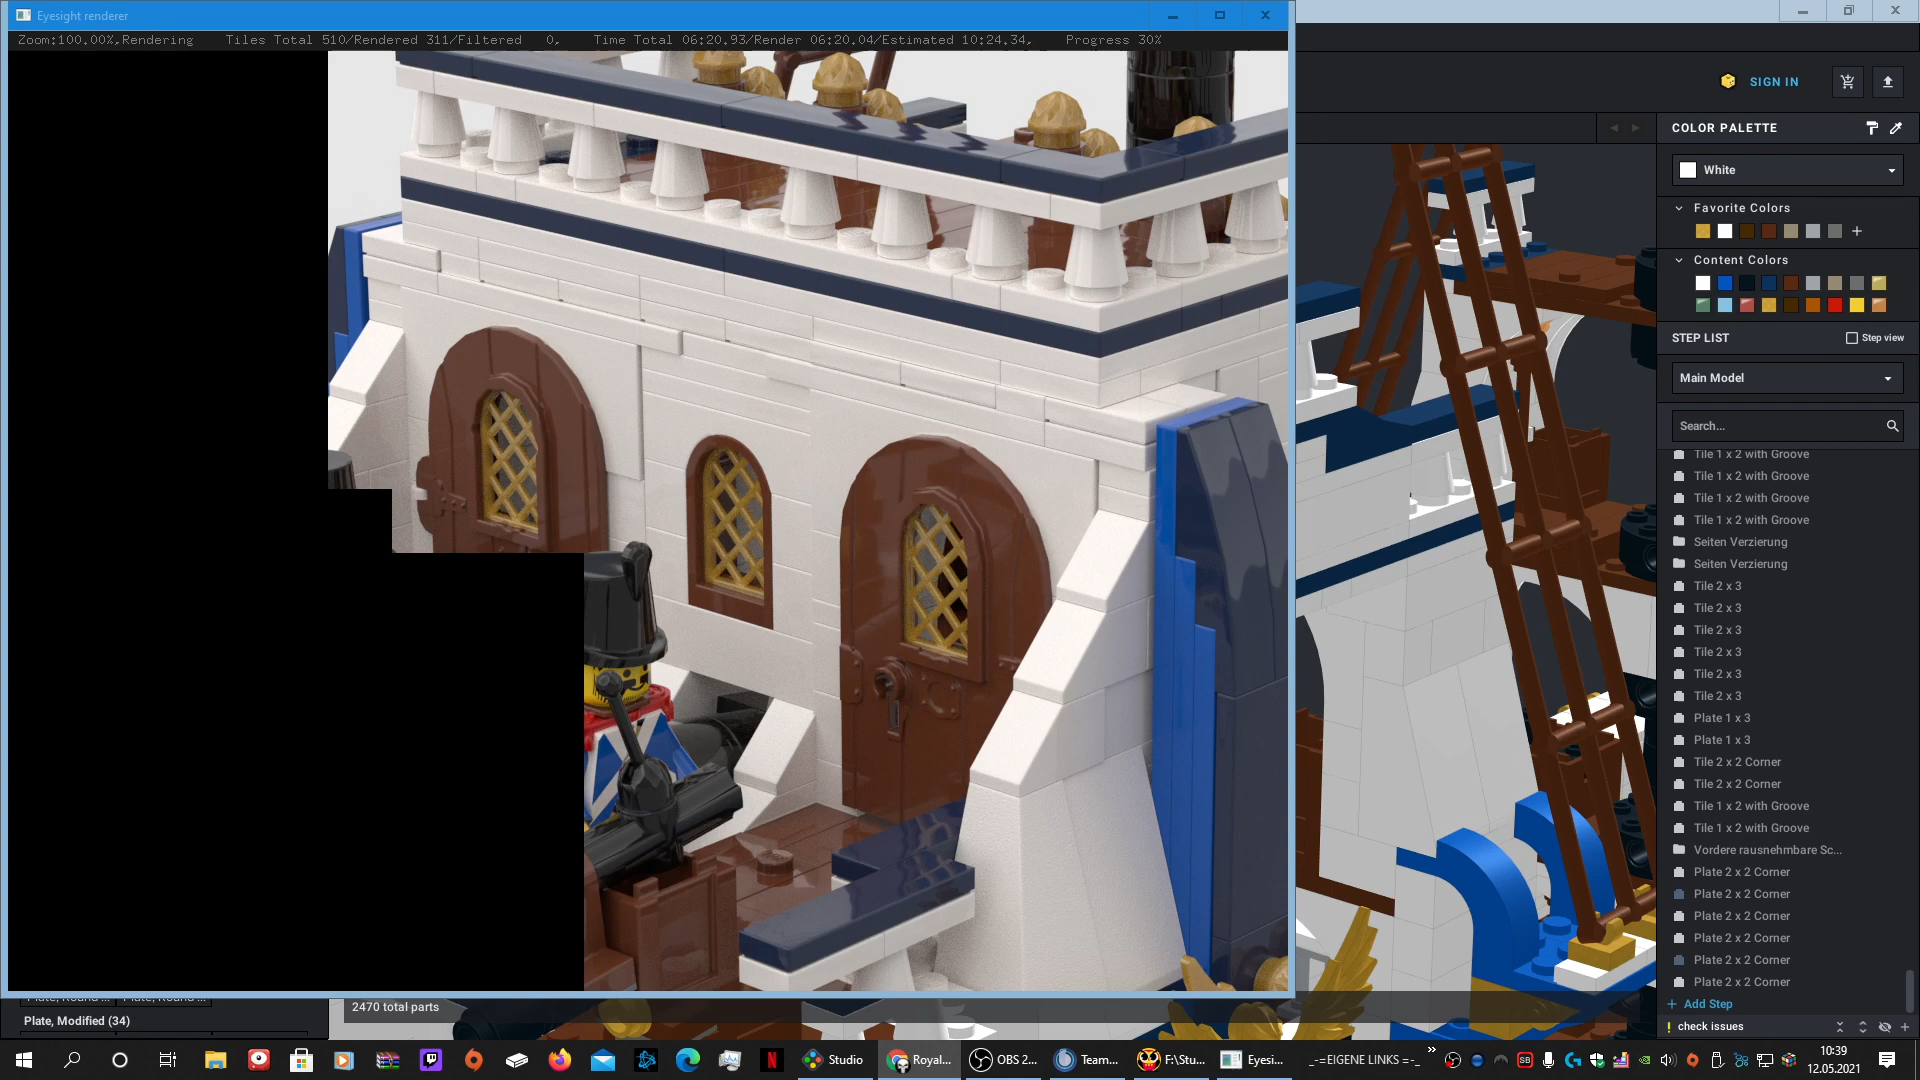 Eyesight renderer
Zoom:100.00%,Rendering Tiles Total 510/Rendered 311/Filtered 0, Time Total 06:20.93/Render 06:20.04/Estimated 10:24.34, Progress 30%
SIGN IN
COLOR PALETTE
White
Favorite Colors
Content Colors
STEP LIST
Step view
Main Model
Search...
Tile 1 x 2 with Groove
Tile 1 x 2 with Groove
Tile 1 x 2 with Groove
Tile 1 x 2 with Groove
Seiten Verzierung
Seiten Verzierung
Tile 2 x 3
Tile 2 x 3
Tile 2 x 3
Tile 2 x 3
Tile 2 x 3
Tile 2 x 3
Plate 1 x 3
Plate 1 x 3
Tile 2 x 2 Corner
Tile 2 x 2 Corner
Tile 1 x 2 with Groove
Tile 1 x 2 with Groove
Vordere rausnehmbare Sc...
Plate 2 x 2 Corner
Plate 2 x 2 Corner
Plate 2 x 2 Corner
Plate 2 x 2 Corner
Plate 2 x 2 Corner
Plate 2 x 2 Corner
Add Step
check issues
Plate, Round ... Plate, Round ...
2470 total parts
Plate, Modified (34)
Studio
Royal...
OBS 2...
Team...
F:\Stu...
Eyesi...
_-=EIGENE LINKS =-_
SB
10:39
12.05.2021